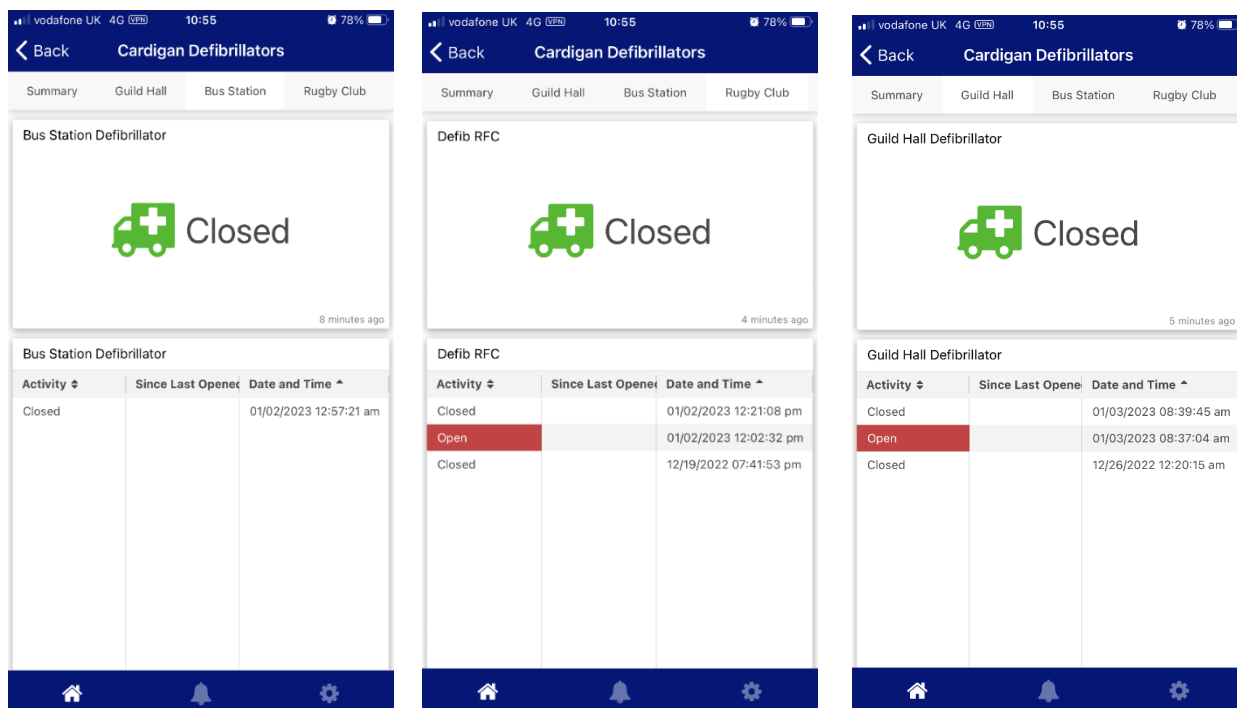 vodafone UK 4G VPN 10:55 78%
Back Cardigan Defibrillators
Summary Guild Hall Bus Station Rugby Club
Bus Station Defibrillator
Closed
8 minutes ago
Bus Station Defibrillator
Activity Since Last Opened Date and Time
Closed 01/02/2023 12:57:21 am
vodafone UK 4G VPN 10:55 78%
Back Cardigan Defibrillators
Summary Guild Hall Bus Station Rugby Club
Defib RFC
Closed
4 minutes ago
Defib RFC
Activity Since Last Opene Date and Time
Closed 01/02/2023 12:21:08 pm
Open 01/02/2023 12:02:32 pm
Closed 12/19/2022 07:41:53 pm
vodafone UK 4G VPN 10:55 78%
Back Cardigan Defibrillators
Summary Guild Hall Bus Station Rugby Club
Guild Hall Defibrillator
Closed
5 minutes ago
Guild Hall Defibrillator
Activity Since Last Opene Date and Time
Closed 01/03/2023 08:39:45 am
Open 01/03/2023 08:37:04 am
Closed 12/26/2022 12:20:15 am